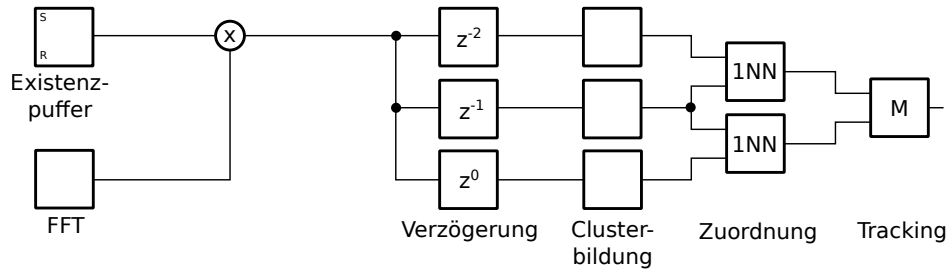 S
R
Existenz-
puffer
X
FFT
z-2
z-1
z0
Verzögerung
Cluster-
bildung
1NN
1NN
Zuordnung
M
Tracking